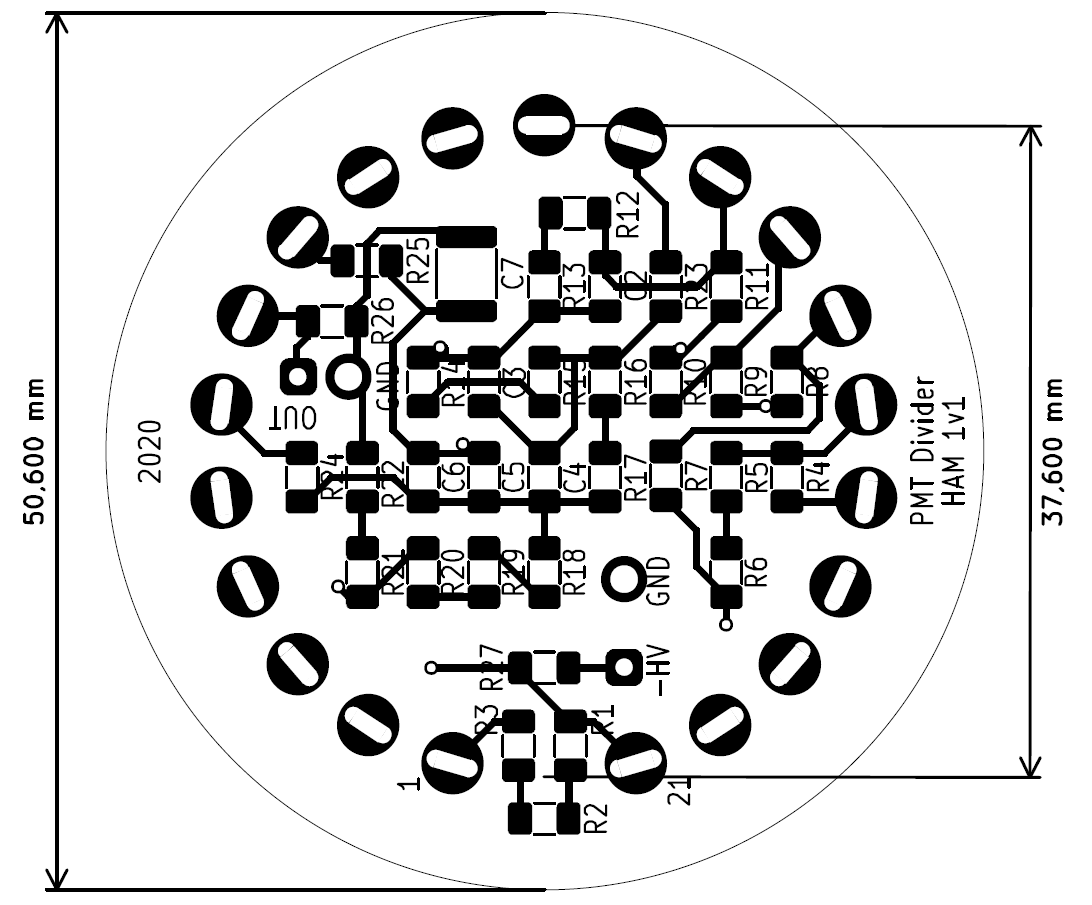 50,600 mm
37,600 mm
2020
PMT Divider
HAM 1v1
R12
R25
C7
R13
C2
R23
R11
R26
GND
R14
C3
R15
R16
R10
R9
R8
OUT
R24
R22
C6
C5
C4
R17
R7
R5
R4
R21
R20
R19
R18
GND
R6
R27
-HV
R3
R1
1
21
R2